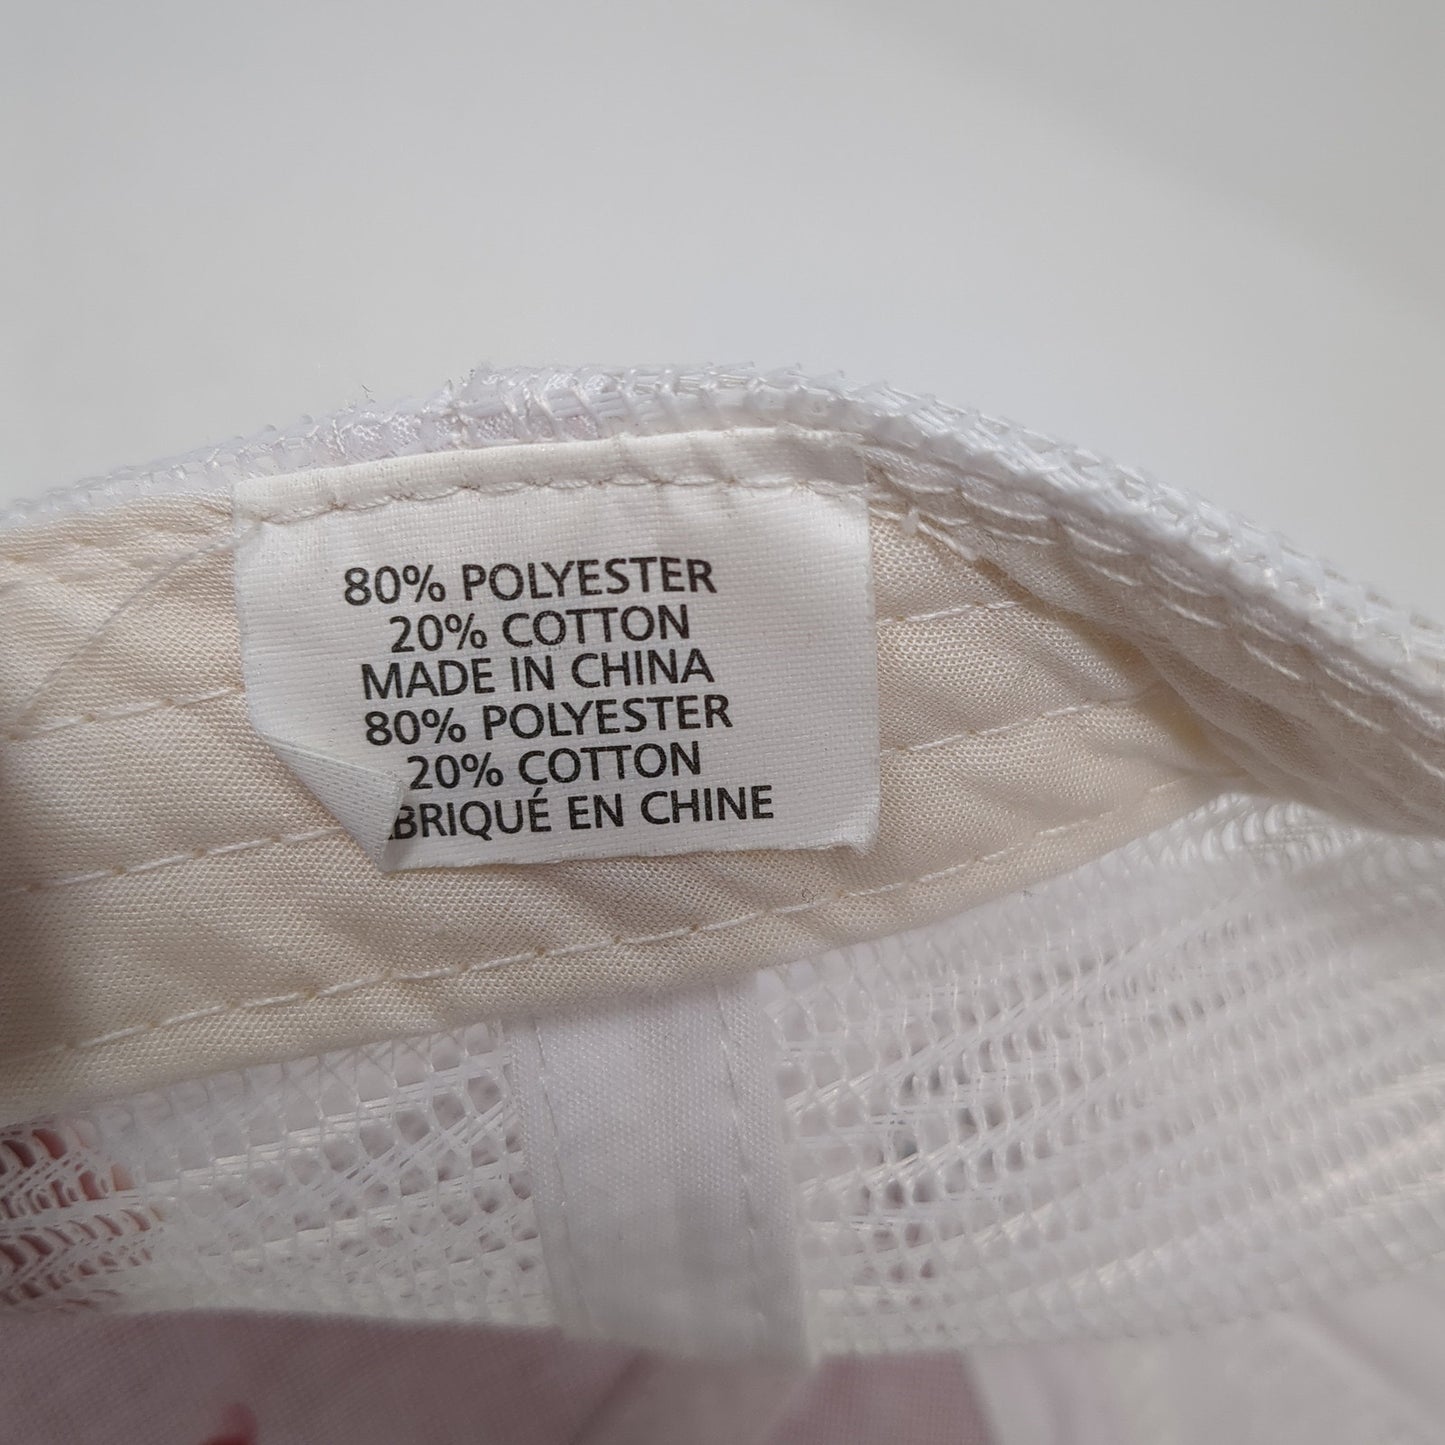 80% POLYESTER
20% COTTON
MADE IN CHINA
80% POLYESTER
20% COTTON
BRIQUÉ EN CHINE